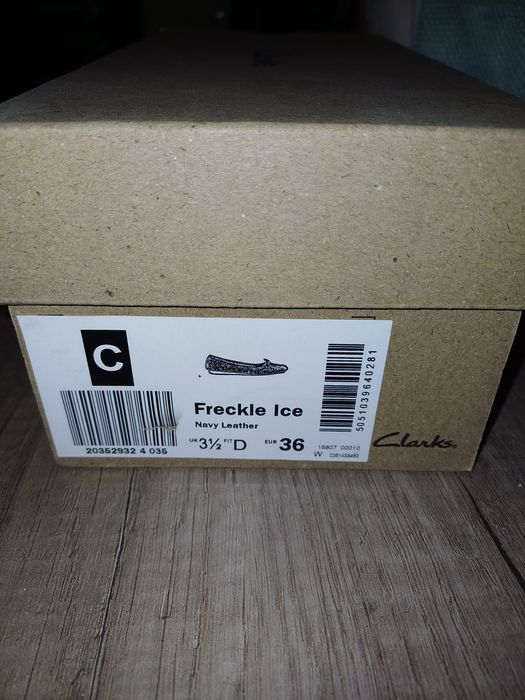 C
20352932 4 035
Freckle Ice
Navy Leather
UK 3½ FIT D EUR 36
5051039640281
15807 00010
W
Clarks.